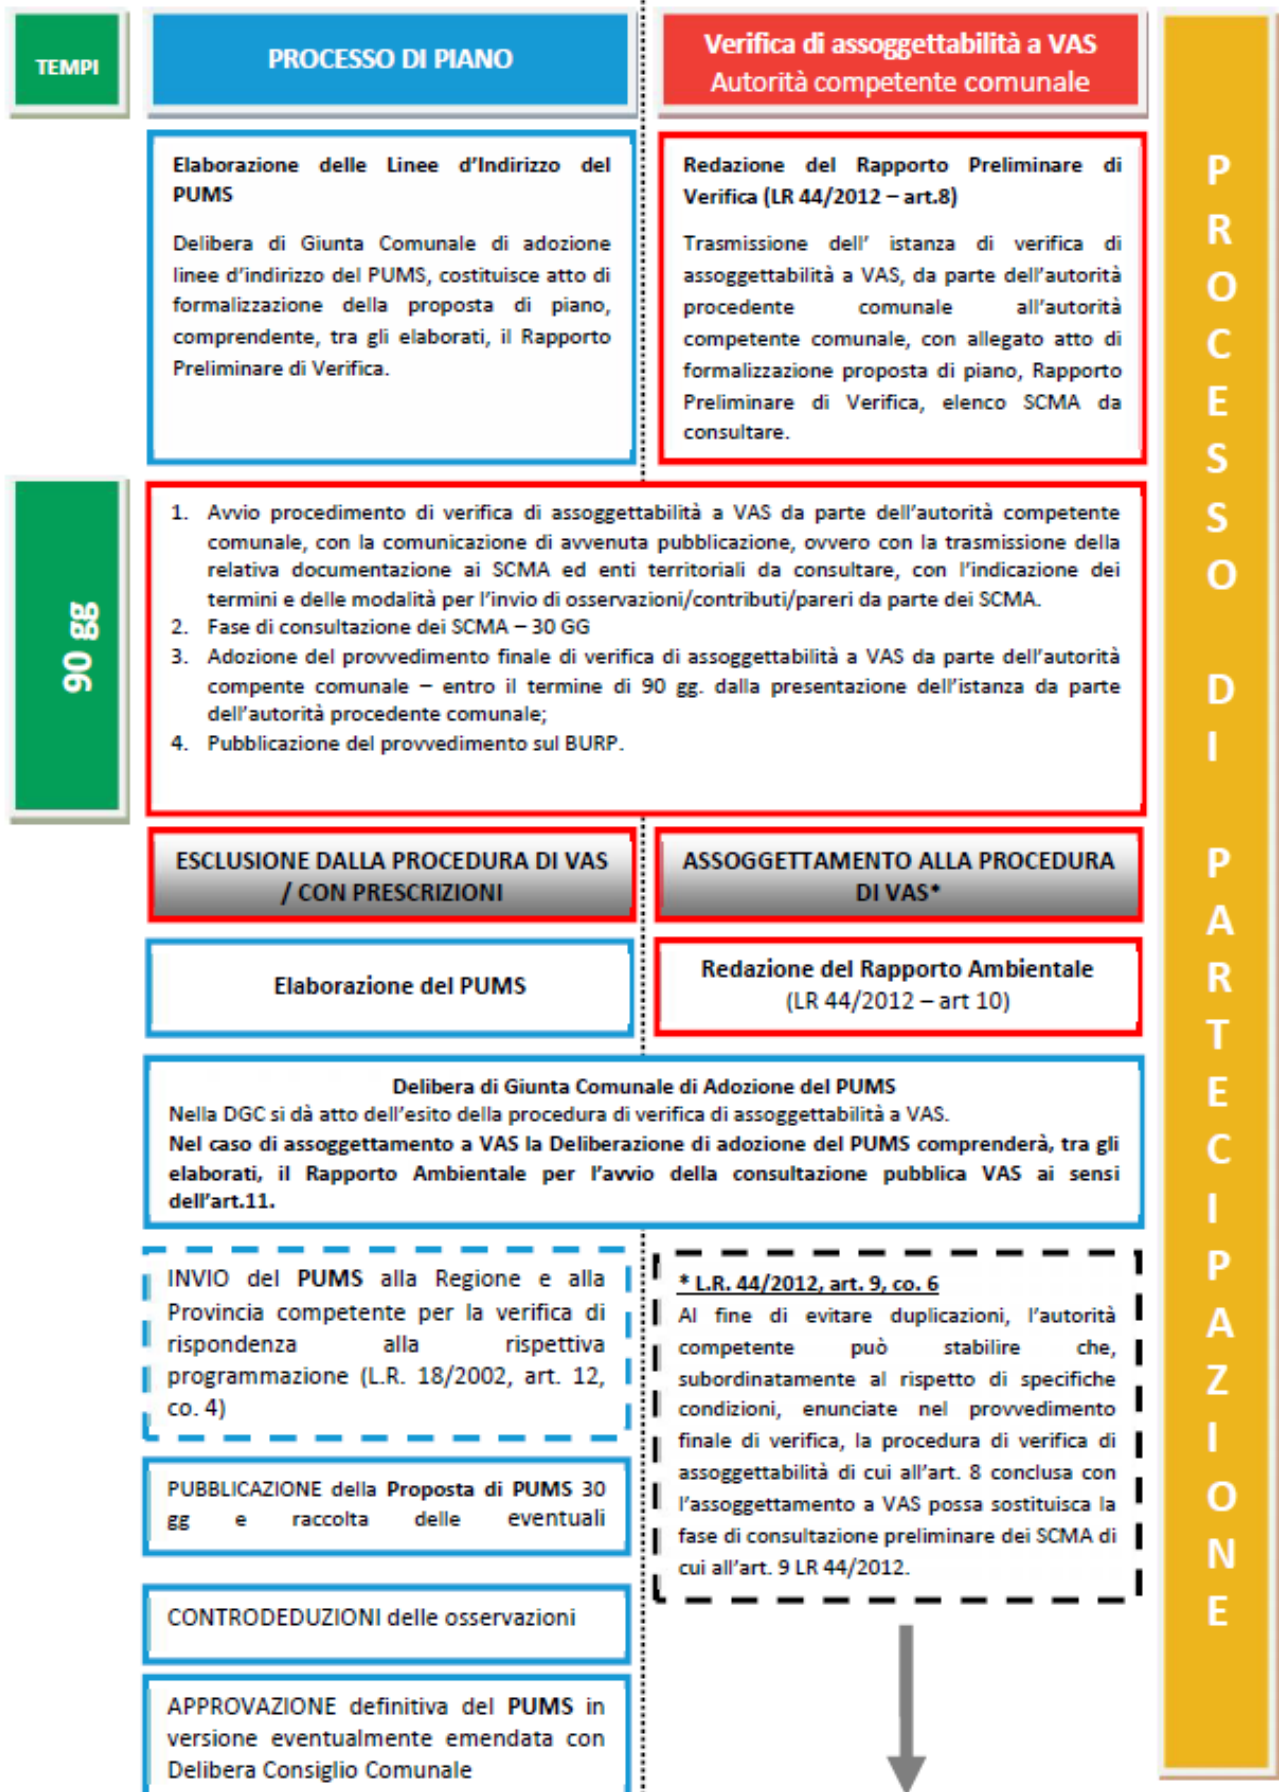 TEMPI
PROCESSO DI PIANO
Verifica di assoggettabilità a VAS
Autorità competente comunale
Elaborazione delle Linee d'Indirizzo del
PUMS
Delibera di Giunta Comunale di adozione
linee d'indirizzo del PUMS, costituisce atto di
formalizzazione della proposta di piano,
comprendente, tra gli elaborati, il Rapporto
Preliminare di Verifica.
Redazione del Rapporto Preliminare di
Verifica (LR 44/2012 – art.8)
Trasmissione dell' istanza di verifica di
assoggettabilità a VAS, da parte dell'autorità
procedente comunale all'autorità
competente comunale, con allegato atto di
formalizzazione proposta di piano, Rapporto
Preliminare di Verifica, elenco SCMA da
consultare.
90 gg
1. Avvio procedimento di verifica di assoggettabilità a VAS da parte dell'autorità competente
comunale, con la comunicazione di avvenuta pubblicazione, ovvero con la trasmissione della
relativa documentazione ai SCMA ed enti territoriali da consultare, con l'indicazione dei
termini e delle modalità per l'invio di osservazioni/contributi/pareri da parte dei SCMA.
2. Fase di consultazione dei SCMA – 30 GG
3. Adozione del provvedimento finale di verifica di assoggettabilità a VAS da parte dell'autorità
compente comunale – entro il termine di 90 gg. dalla presentazione dell'istanza da parte
dell'autorità procedente comunale;
4. Pubblicazione del provvedimento sul BURP.
ESCLUSIONE DALLA PROCEDURA DI VAS
/ CON PRESCRIZIONI
ASSOGGETTAMENTO ALLA PROCEDURA
DI VAS*
Elaborazione del PUMS
Redazione del Rapporto Ambientale
(LR 44/2012 – art 10)
Delibera di Giunta Comunale di Adozione del PUMS
Nella DGC si dà atto dell'esito della procedura di verifica di assoggettabilità a VAS.
Nel caso di assoggettamento a VAS la Deliberazione di adozione del PUMS comprenderà, tra gli
elaborati, il Rapporto Ambientale per l'avvio della consultazione pubblica VAS ai sensi
dell'art.11.
INVIO del PUMS alla Regione e alla
Provincia competente per la verifica di
rispondenza alla rispettiva
programmazione (L.R. 18/2002, art. 12,
co. 4)
PUBBLICAZIONE della Proposta di PUMS 30
gg e raccolta delle eventuali
CONTRODEDUZIONI delle osservazioni
APPROVAZIONE definitiva del PUMS in
versione eventualmente emendata con
Delibera Consiglio Comunale
* L.R. 44/2012, art. 9, co. 6
Al fine di evitare duplicazioni, l'autorità
competente può stabilire che,
subordinatamente al rispetto di specifiche
condizioni, enunciate nel provvedimento
finale di verifica, la procedura di verifica di
assoggettabilità di cui all'art. 8 conclusa con
l'assoggettamento a VAS possa sostituisca la
fase di consultazione preliminare dei SCMA di
cui all'art. 9 LR 44/2012.
PROCESSO DI PARTECIPAZIONE